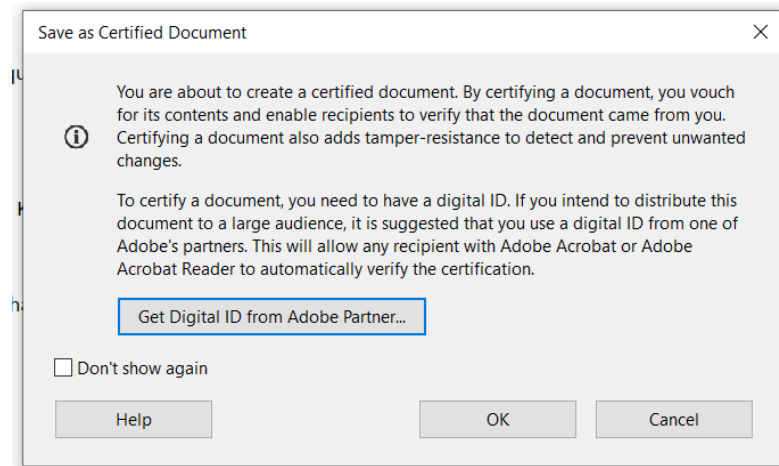 Save as Certified Document
You are about to create a certified document. By certifying a document, you vouch
for its contents and enable recipients to verify that the document came from you.
Certifying a document also adds tamper-resistance to detect and prevent unwanted
changes.
To certify a document, you need to have a digital ID. If you intend to distribute this
document to a large audience, it is suggested that you use a digital ID from one of
Adobe's partners. This will allow any recipient with Adobe Acrobat or Adobe
Acrobat Reader to automatically verify the certification.
Get Digital ID from Adobe Partner...
Don't show again
Help OK Cancel